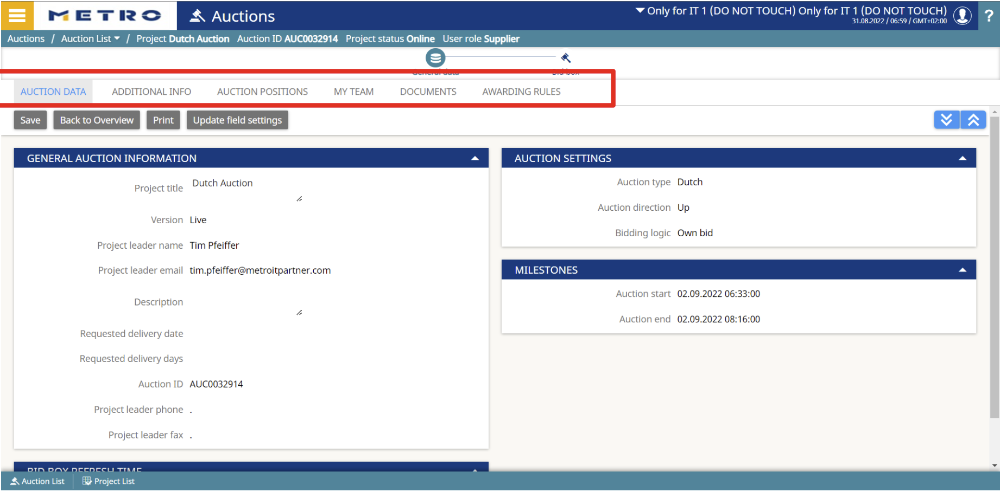 METRO
Auctions
Only for IT 1 (DO NOT TOUCH) Only for IT 1 (DO NOT TOUCH)
31.08.2022 / 06:59 / GMT+02:00
?
Auctions / Auction List / Project Dutch Auction Auction ID AUC0032914 Project status Online User role Supplier
General data
Bid box
AUCTION DATA ADDITIONAL INFO AUCTION POSITIONS MY TEAM DOCUMENTS AWARDING RULES
Save Back to Overview Print Update field settings
GENERAL AUCTION INFORMATION
Project title Dutch Auction
Version Live
Project leader name Tim Pfeiffer
Project leader email tim.pfeiffer@metroitpartner.com
Description
Requested delivery date
Requested delivery days
Auction ID AUC0032914
Project leader phone .
Project leader fax .
BID BOX REFRESH TIME
AUCTION SETTINGS
Auction type Dutch
Auction direction Up
Bidding logic Own bid
MILESTONES
Auction start 02.09.2022 06:33:00
Auction end 02.09.2022 08:16:00
Auction List Project List